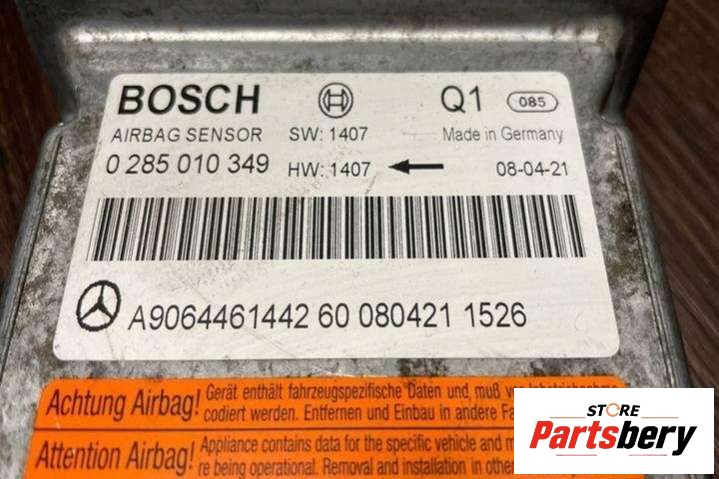 BOSCH Q1 085
AIRBAG SENSOR SW: 1407 Made in Germany
0 285 010 349 HW: 1407 08-04-21
A9064461442 60 080421 1526
Achtung Airbag! Gerät enthält fahrzeugspezifische Daten und muß vor
codiert werden. Entfernen und Einbau in andere
Attention Airbag! Appliance contains data for the specific vehicle and
re being operational. Removal and installation in other
STORE
Partsbery